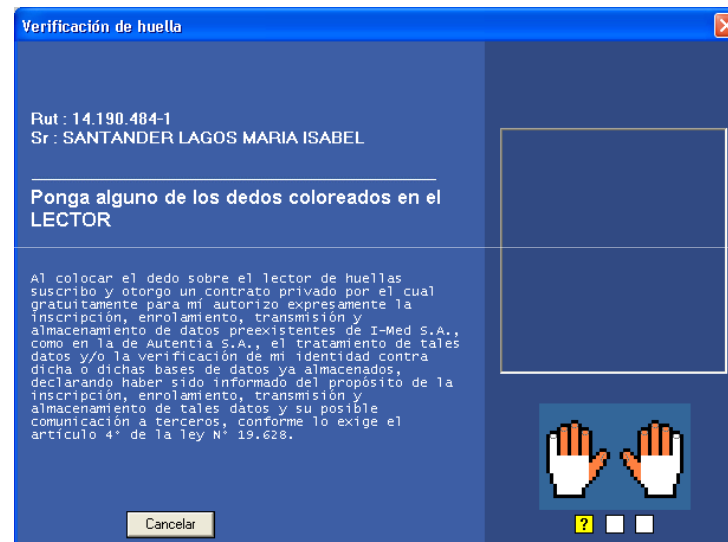 Verificación de huella
Rut : 14.190.484-1
Sr : SANTANDER LAGOS MARIA ISABEL
Ponga alguno de los dedos coloreados en el
LECTOR
Al colocar el dedo sobre el lector de huellas
suscribo y otorgo un contrato privado por el cual
gratuitamente para mí autorizo expresamente la
inscripción, enrolamiento, transmisión y
almacenamiento de datos preexistentes de I-Med S.A.,
como en la de Autentia S.A., el tratamiento de tales
datos y/o la verificación de mi identidad contra
dicha o dichas bases de datos ya almacenados,
declarando haber sido informado del propósito de la
inscripción, enrolamiento, transmisión y
almacenamiento de tales datos y su posible
comunicación a terceros, conforme lo exige el
artículo 4° de la ley N° 19.628.
Cancelar
?